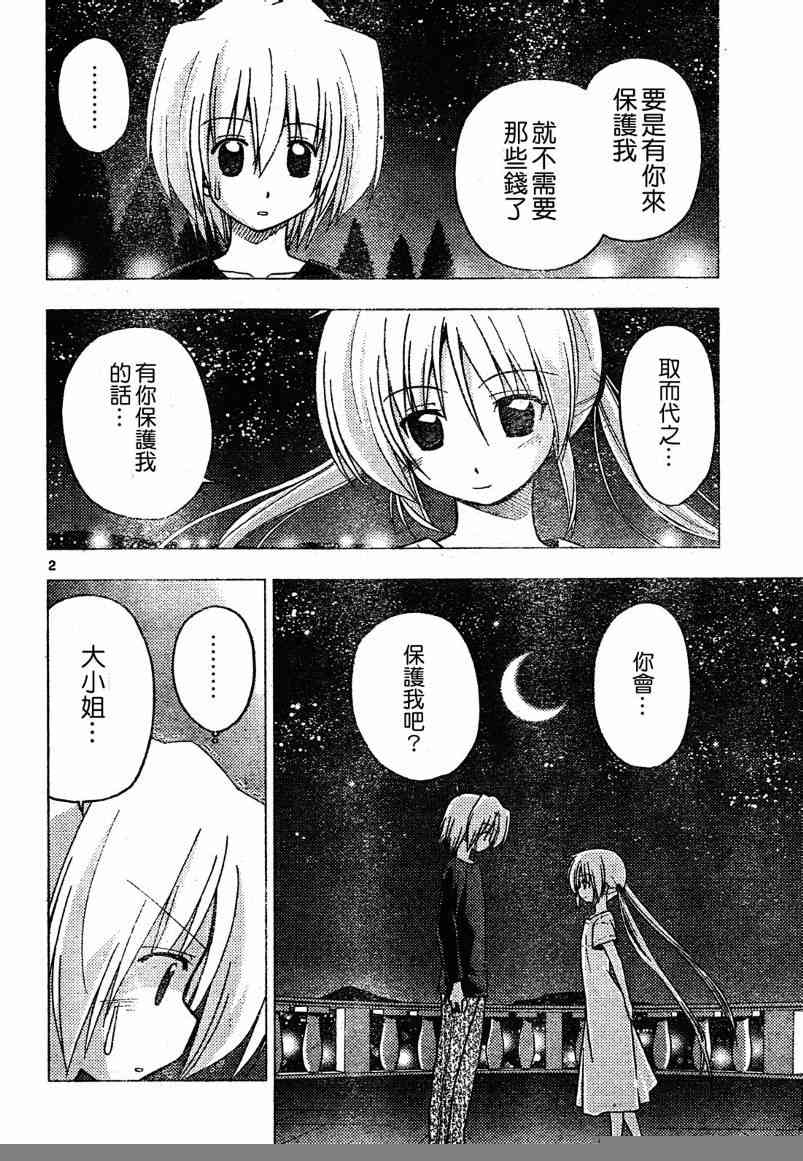 要是有你來
保護我
就不需要
那些錢了
………
取而代之…
有你保護我
的話…
2
你會…
保護我吧？
………
大小姐…